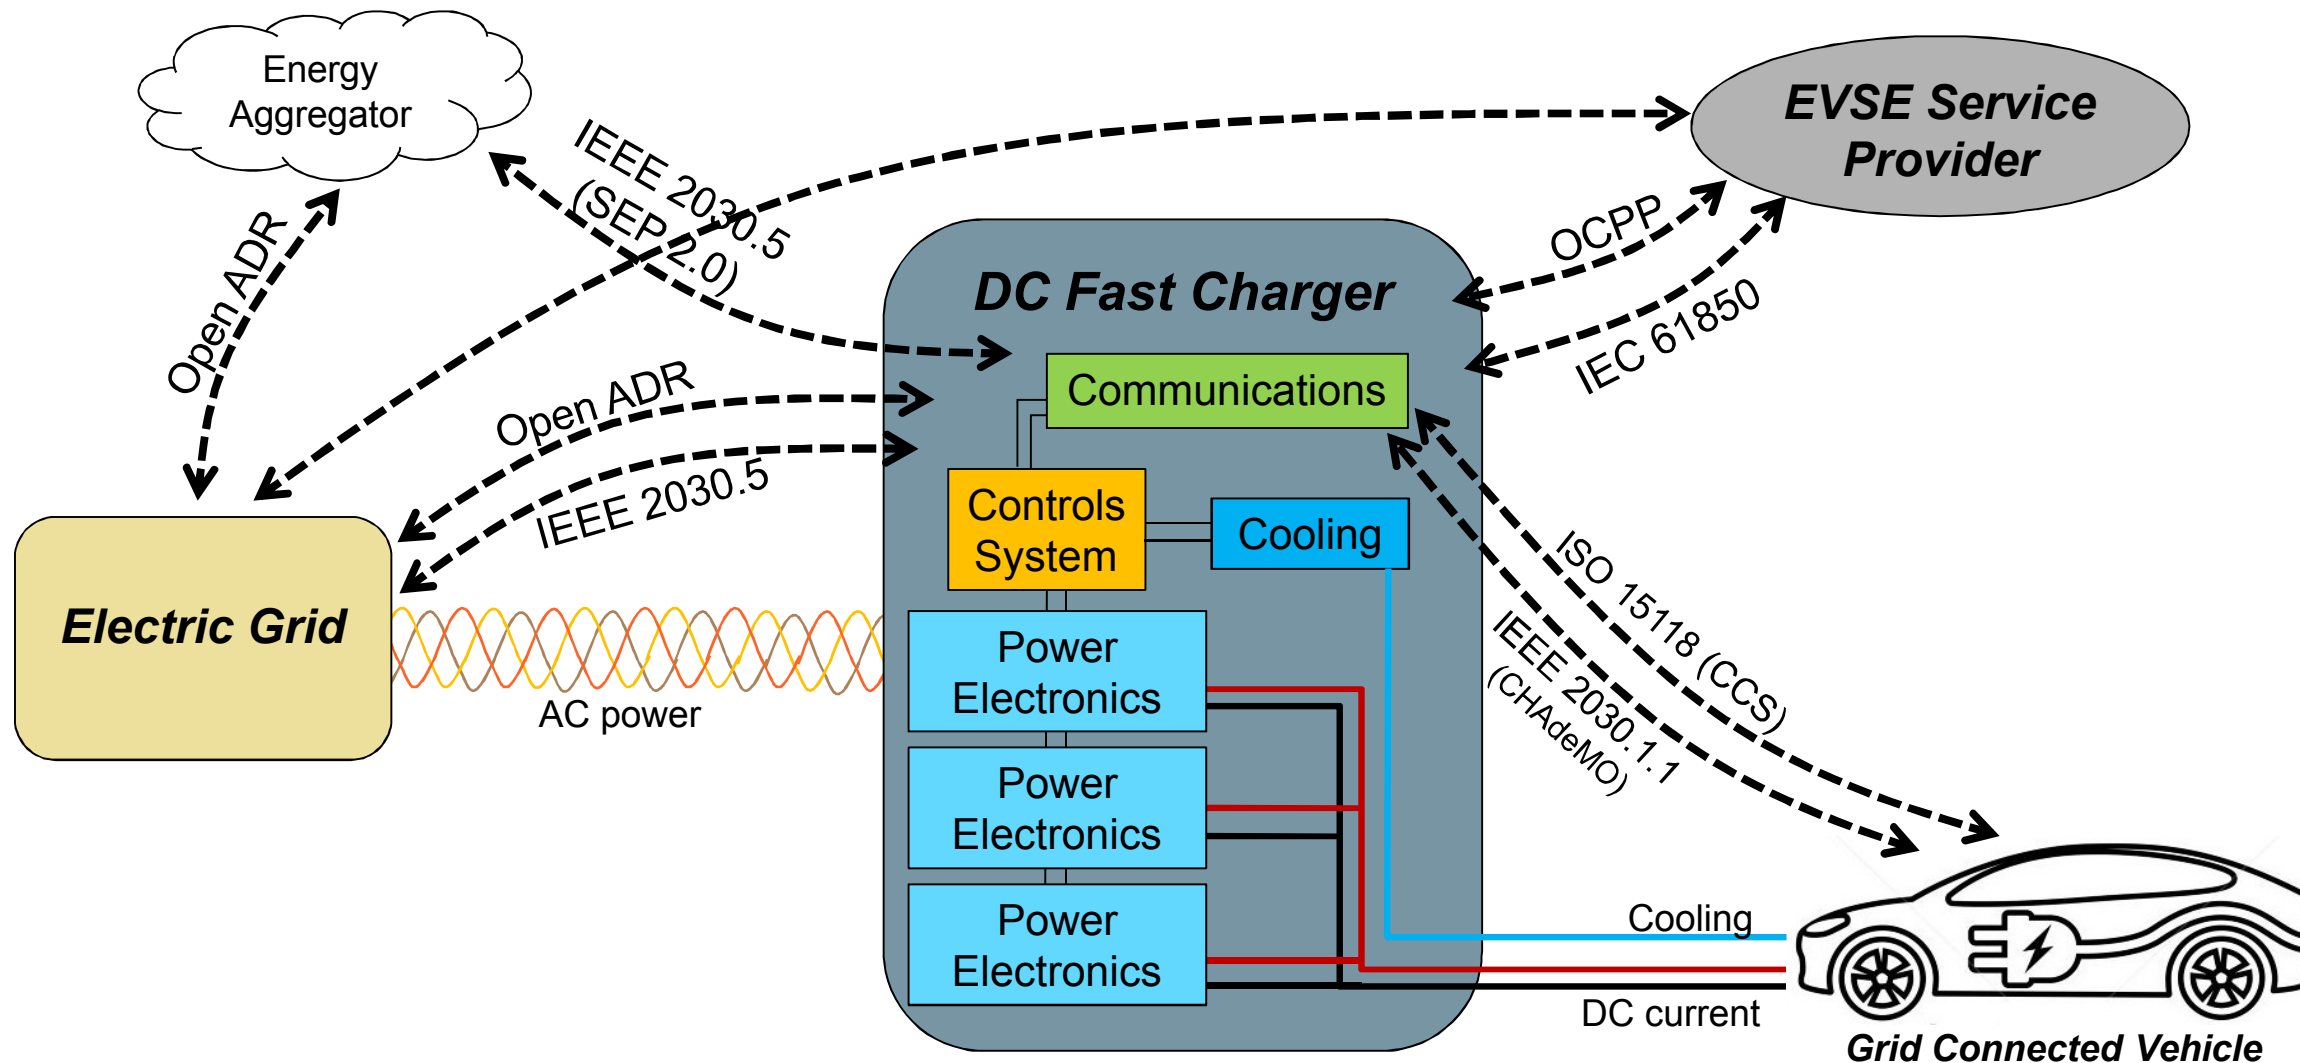 Energy
Aggregator
EVSE Service
Provider
IEEE 2030.5
(SEP 2.0)
Open ADR
OCPP
IEC 61850
DC Fast Charger
Communications
Open ADR
IEEE 2030.5
Controls
System
Cooling
ISO 15118 (CCS)
IEEE 2030.1.1
(CHAdeMO)
Electric Grid
AC power
Power
Electronics
Power
Electronics
Power
Electronics
Cooling
DC current
Grid Connected Vehicle